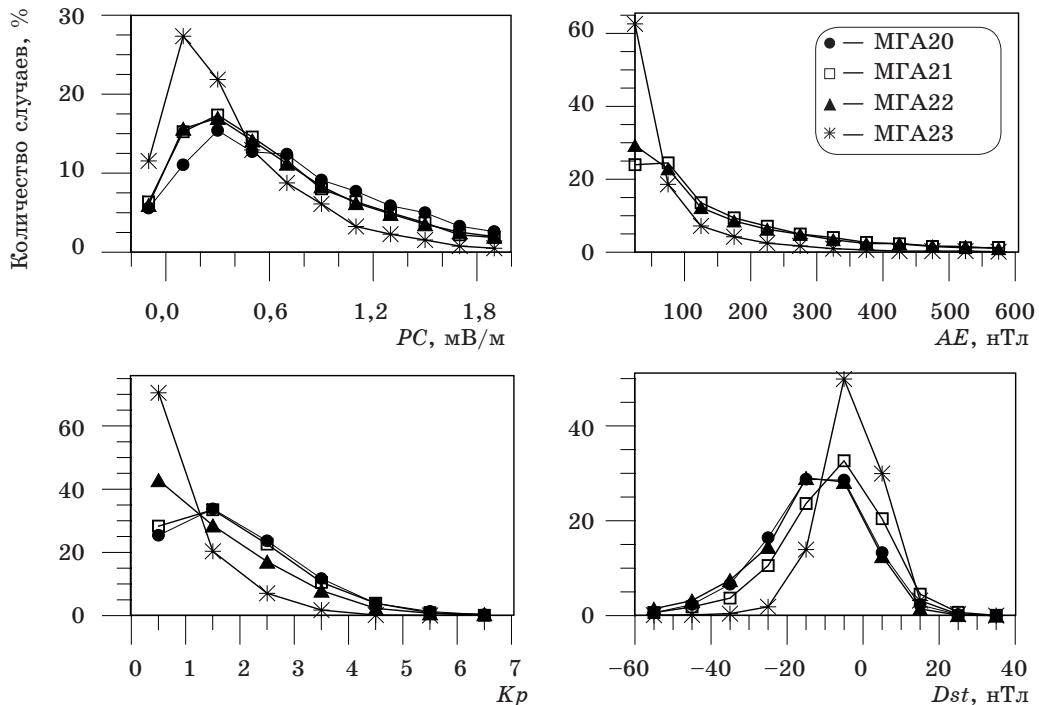 Количество случаев, %
30
20
10
0
0,0 0,6 1,2 1,8
PC, мВ/м
60
40
20
0
100 200 300 400 500 600
AE, нТл
МГА20
МГА21
МГА22
МГА23
60
40
20
0
0 1 2 3 4 5 6 7
Kp
40
20
0
−60 −40 −20 0 20 40
Dst, нТл